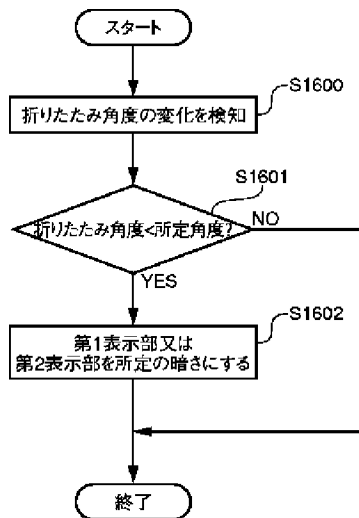 スタート
S1600
折りたたみ角度の変化を検知
S1601
折りたたみ角度<所定角度?
NO
YES
S1602
第1表示部又は
第2表示部を所定の暗さにする
終了